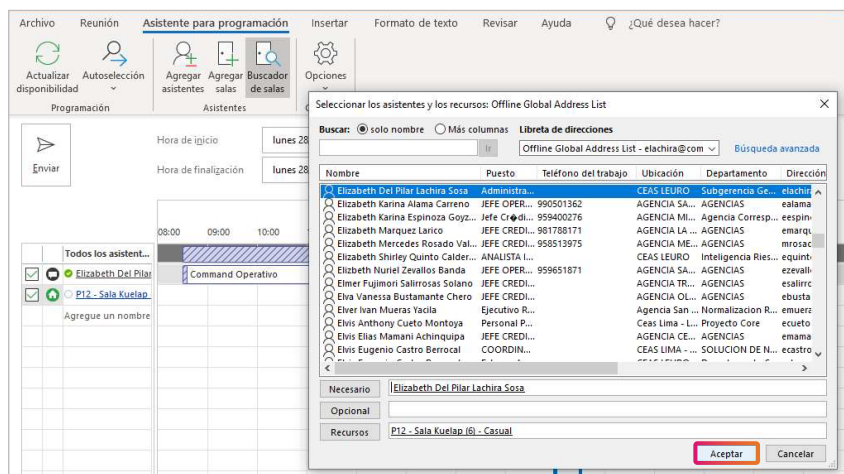 Archivo Reunión Asistente para programación Insertar Formato de texto Revisar Ayuda ¿Qué desea hacer?
Actualizar disponibilidad Autoselección Agregar asistentes Agregar salas Buscador de salas Opciones
Programación Asistentes
Enviar
Hora de inicio lunes 28
Hora de finalización lunes 28
08:00 09:00 10:00
Todos los asistent...
Elizabeth Del Pilar Command Operativo
P12 - Sala Kuelap
Agregue un nombre
Seleccionar los asistentes y los recursos: Offline Global Address List
Buscar: solo nombre Más columnas Libreta de direcciones
Ir Offline Global Address List - elachira@com Búsqueda avanzada
Nombre Puesto Teléfono del trabajo Ubicación Departamento Dirección
Elizabeth Del Pilar Lachira Sosa Administra... CEAS LEURO Subgerencia Ge... elachira
Elizabeth Karina Alama Carreno JEFE OPER... 990501362 AGENCIA SA... AGENCIAS ealama
Elizabeth Karina Espinoza Goyz... Jefe Cr�di... 959400276 AGENCIA MI... Agencia Corresp... eespin
Elizabeth Marquez Larico JEFE CREDI... 981788171 AGENCIA LA ... AGENCIAS emarqu
Elizabeth Mercedes Rosado Val... JEFE CREDI... 958513975 AGENCIA ME... AGENCIAS mrosac
Elizabeth Shirley Quinto Calder... ANALISTA I... CEAS LEURO Inteligencia Ries... equint
Elizbeth Nuriel Zevallos Banda JEFE OPER... 959651871 AGENCIA SA... AGENCIAS ezevall
Elmer Fujimori Salirrosas Solano JEFE CREDI... AGENCIA TR... AGENCIAS esalirro
Elva Vanessa Bustamante Chero JEFE CREDI... AGENCIA OL... AGENCIAS ebusta
Elver Ivan Mueras Yacila Ejecutivo R... Agencia San ... Normalizacion R... emuera
Elvis Anthony Cueto Montoya Personal P... Ceas Lima - L... Proyecto Core ecueto
Elvis Elias Mamani Achinquipa JEFE CREDI... AGENCIA CE... AGENCIAS emama
Elvis Eugenio Castro Berrocal COORDIN... CEAS LIMA - ... SOLUCION DE N... ecastro
Necesario Elizabeth Del Pilar Lachira Sosa
Opcional
Recursos P12 - Sala Kuelap (6) - Casual
Aceptar Cancelar